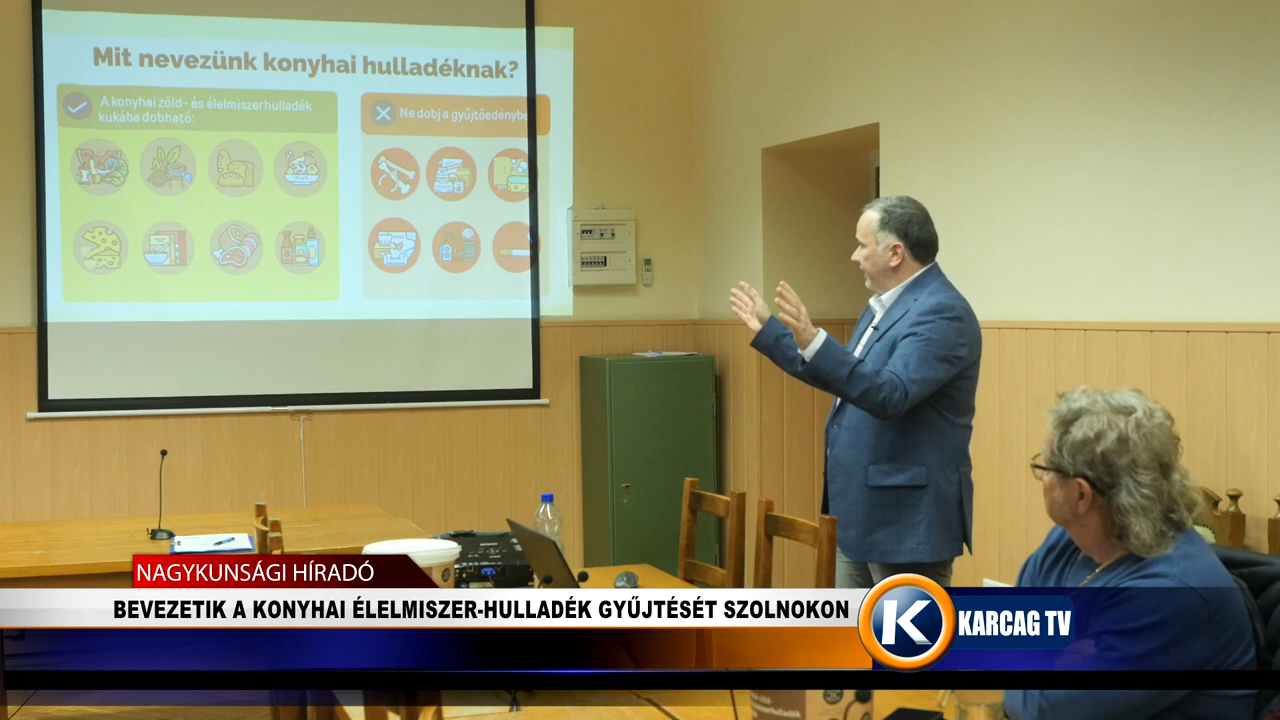 Mit nevezünk konyhai hulladéknak?
A konyhai zöld- és élelmiszerhulladék
kukába dobható:
Ne dobj a gyűjtőedénybe
NAGYKUNSÁGI HÍRADÓ
BEVEZETIK A KONYHAI ÉLELMISZER-HULLADÉK GYŰJTÉSÉT SZOLNOKON
K
KARCAG TV